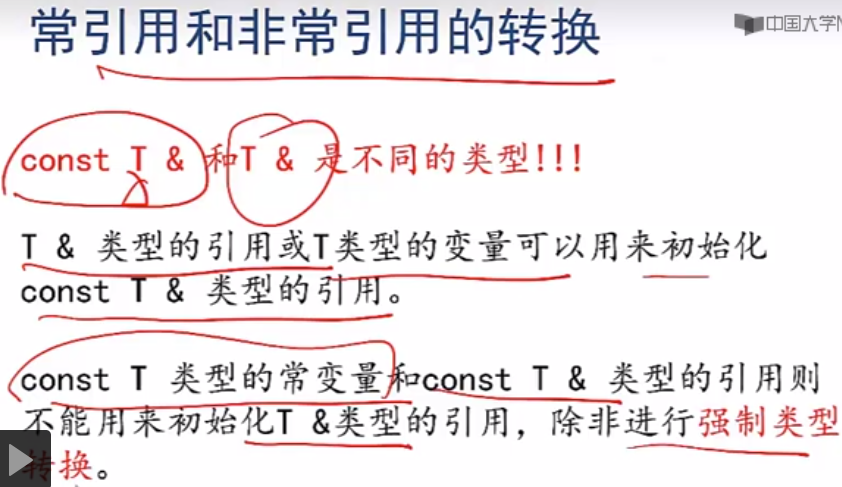 常引用和非常引用的转换
中国大学M
const T & 和T & 是不同的类型!!!
T & 类型的引用或T类型的变量可以用来初始化
const T & 类型的引用。
const T 类型的常变量和const T & 类型的引用则
不能用来初始化T &类型的引用，除非进行强制类型
转换。